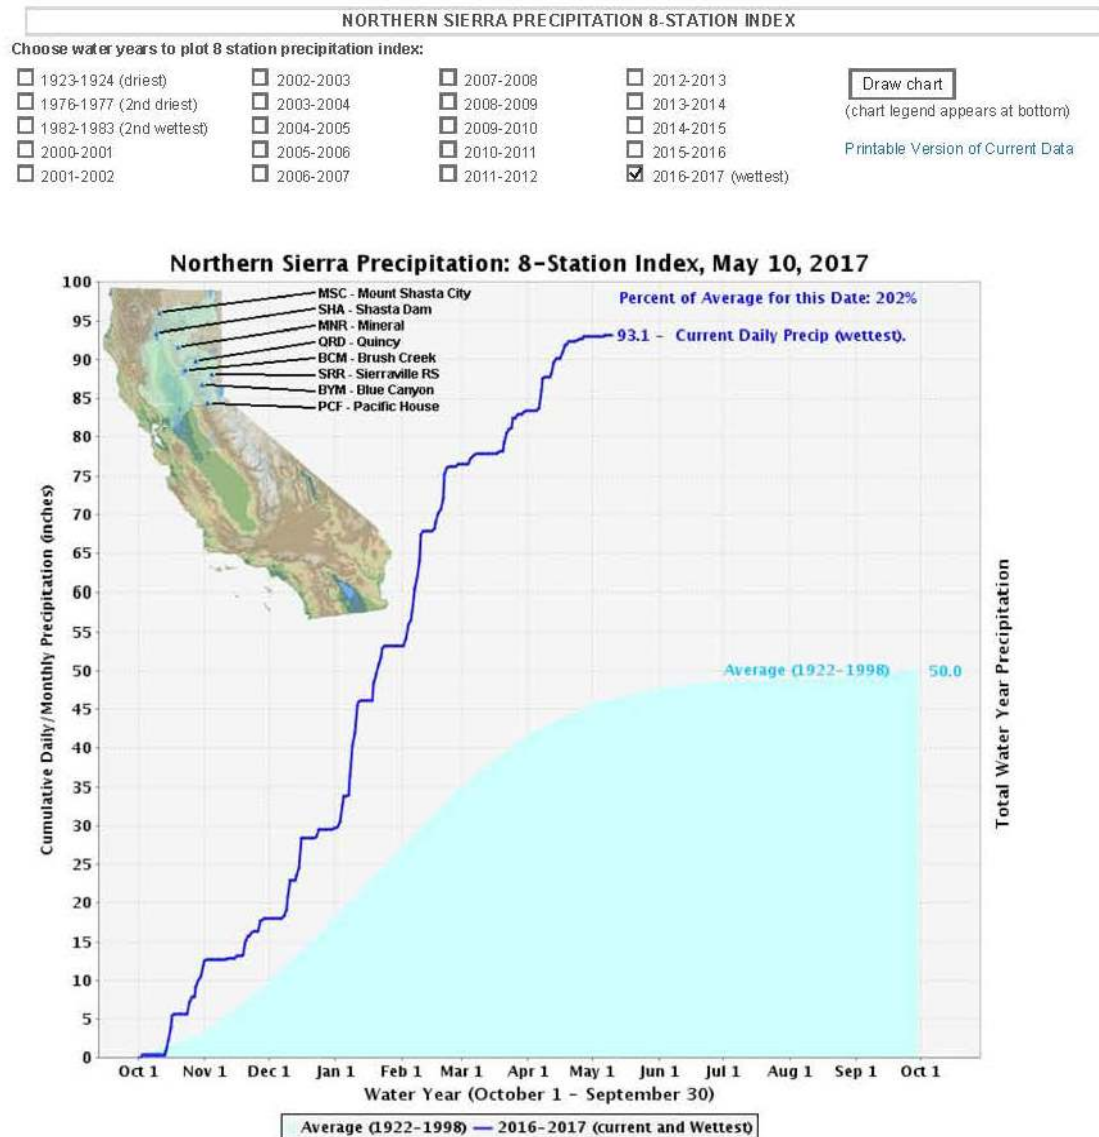 NORTHERN SIERRA PRECIPITATION 8-STATION INDEX
Choose water years to plot 8 station precipitation index:
1923-1924 (driest) 2002-2003 2007-2008 2012-2013 Draw chart
1976-1977 (2nd driest) 2003-2004 2008-2009 2013-2014 (chart legend appears at bottom)
1982-1983 (2nd wettest) 2004-2005 2009-2010 2014-2015
2000-2001 2005-2006 2010-2011 2015-2016 Printable Version of Current Data
2001-2002 2006-2007 2011-2012 2016-2017 (wettest)
Northern Sierra Precipitation: 8-Station Index, May 10, 2017
Percent of Average for this Date: 202%
93.1 - Current Daily Precip (wettest).
MSC - Mount Shasta City
SHA - Shasta Dam
MNR - Mineral
QRD - Quincy
BCM - Brush Creek
SRR - Sierraville RS
BYM - Blue Canyon
PCF - Pacific House
Average (1922-1998) 50.0
Cumulative Daily/Monthly Precipitation (inches)
100
95
90
85
80
75
70
65
60
55
50
45
40
35
30
25
20
15
10
5
0
Total Water Year Precipitation
Oct 1 Nov 1 Dec 1 Jan 1 Feb 1 Mar 1 Apr 1 May 1 Jun 1 Jul 1 Aug 1 Sep 1 Oct 1
Water Year (October 1 - September 30)
Average (1922-1998) 2016-2017 (current and Wettest)